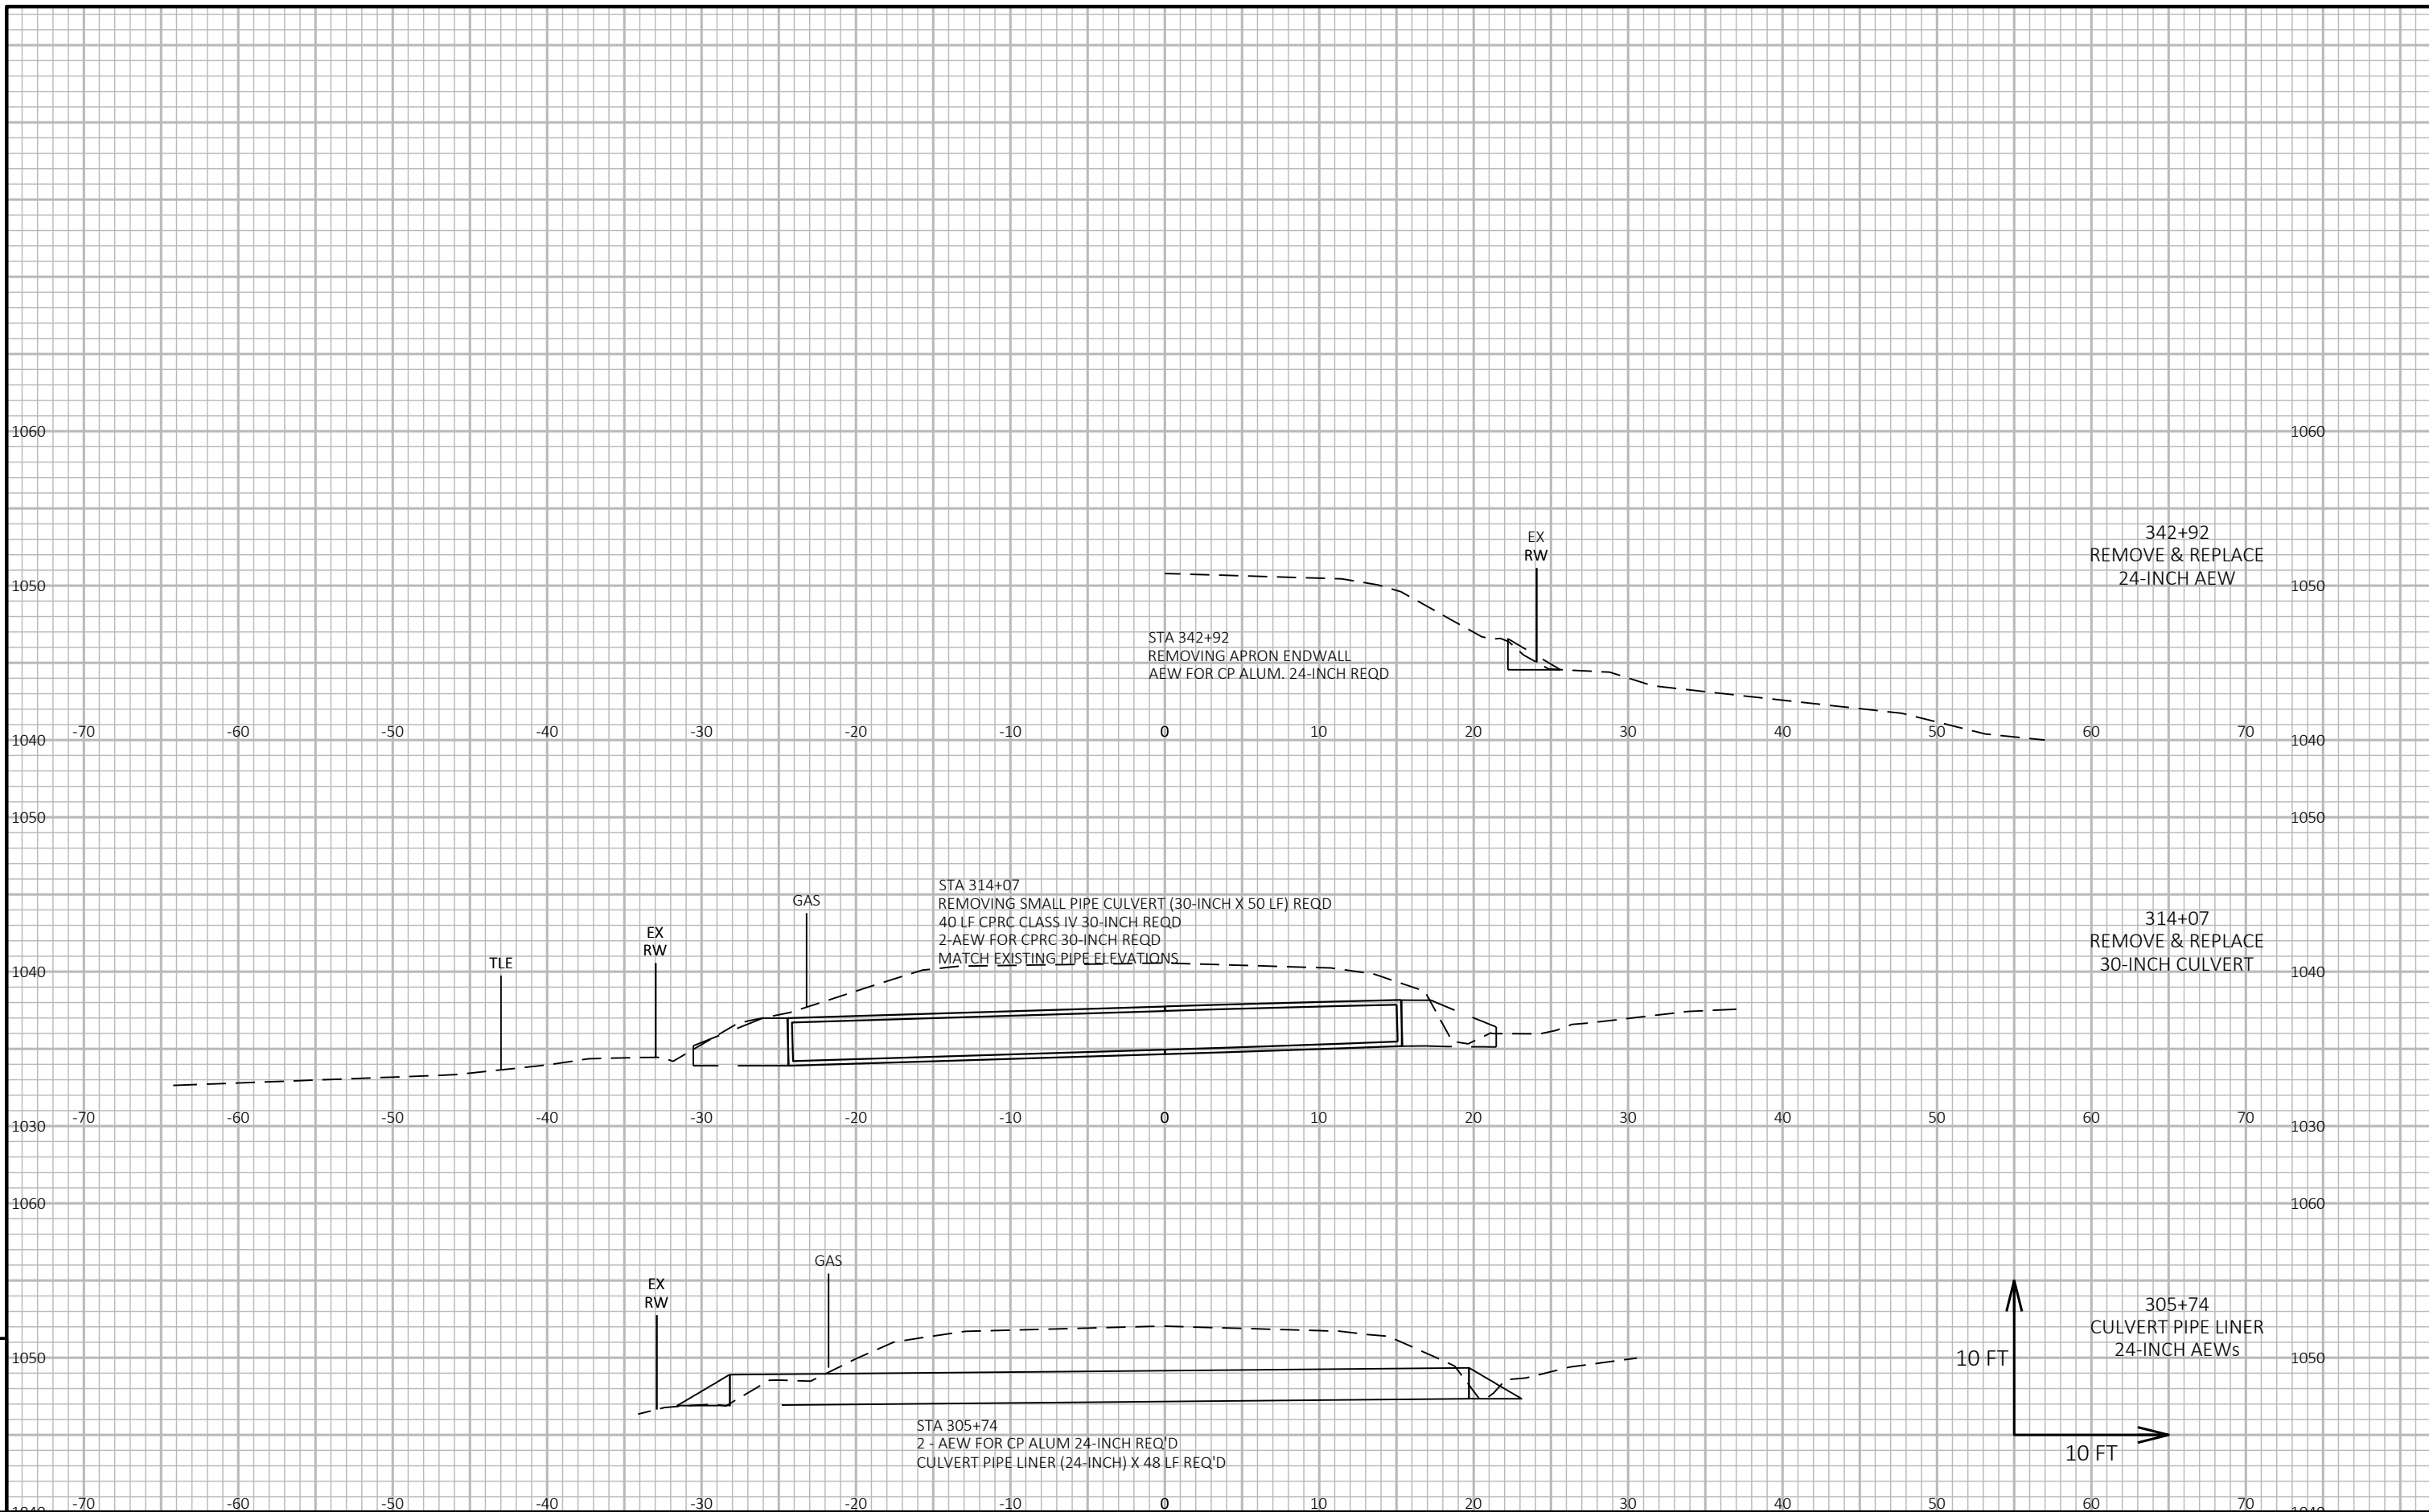 1060 1060
EX
RW
342+92
REMOVE & REPLACE
24-INCH AEW
1050 1050
STA 342+92
REMOVING APRON ENDWALL
AEW FOR CP ALUM. 24-INCH REQD
-70 -60 -50 -40 -30 -20 -10 0 10 20 30 40 50 60 70
1040 1040
1050 1050
STA 314+07
REMOVING SMALL PIPE CULVERT (30-INCH X 50 LF) REQD
40 LF CPRC CLASS IV 30-INCH REQD
2-AEW FOR CPRC 30-INCH REQD
MATCH EXISTING PIPE ELEVATIONS
GAS
EX
RW
TLE
314+07
REMOVE & REPLACE
30-INCH CULVERT
1040 1040
-70 -60 -50 -40 -30 -20 -10 0 10 20 30 40 50 60 70
1030 1030
1060 1060
GAS
EX
RW
305+74
CULVERT PIPE LINER
24-INCH AEWs
1050 1050
10 FT
10 FT
STA 305+74
2 - AEW FOR CP ALUM 24-INCH REQ'D
CULVERT PIPE LINER (24-INCH) X 48 LF REQ'D
-70 -60 -50 -40 -30 -20 -10 0 10 20 30 40 50 60 70